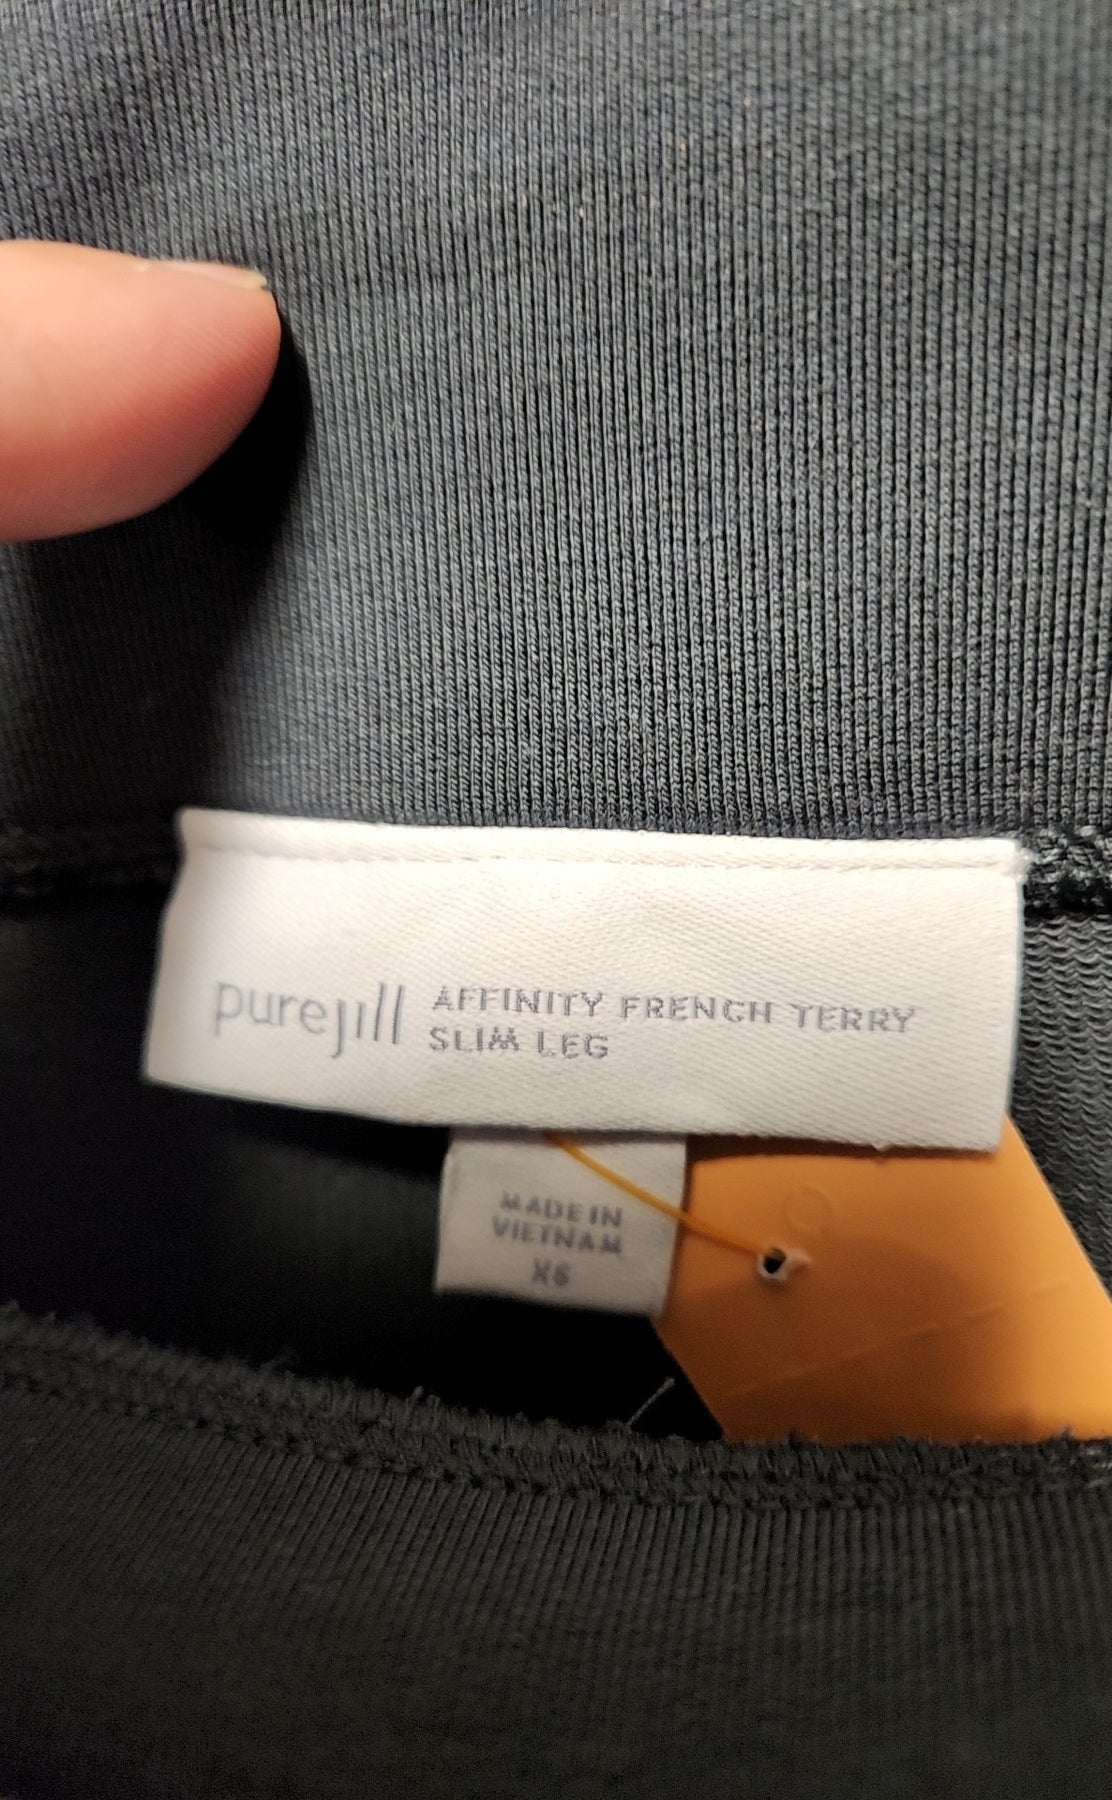 purejill
AFFINITY FRENCH TERRY
SLIM LEG
MADE IN
VIETNAM
XS